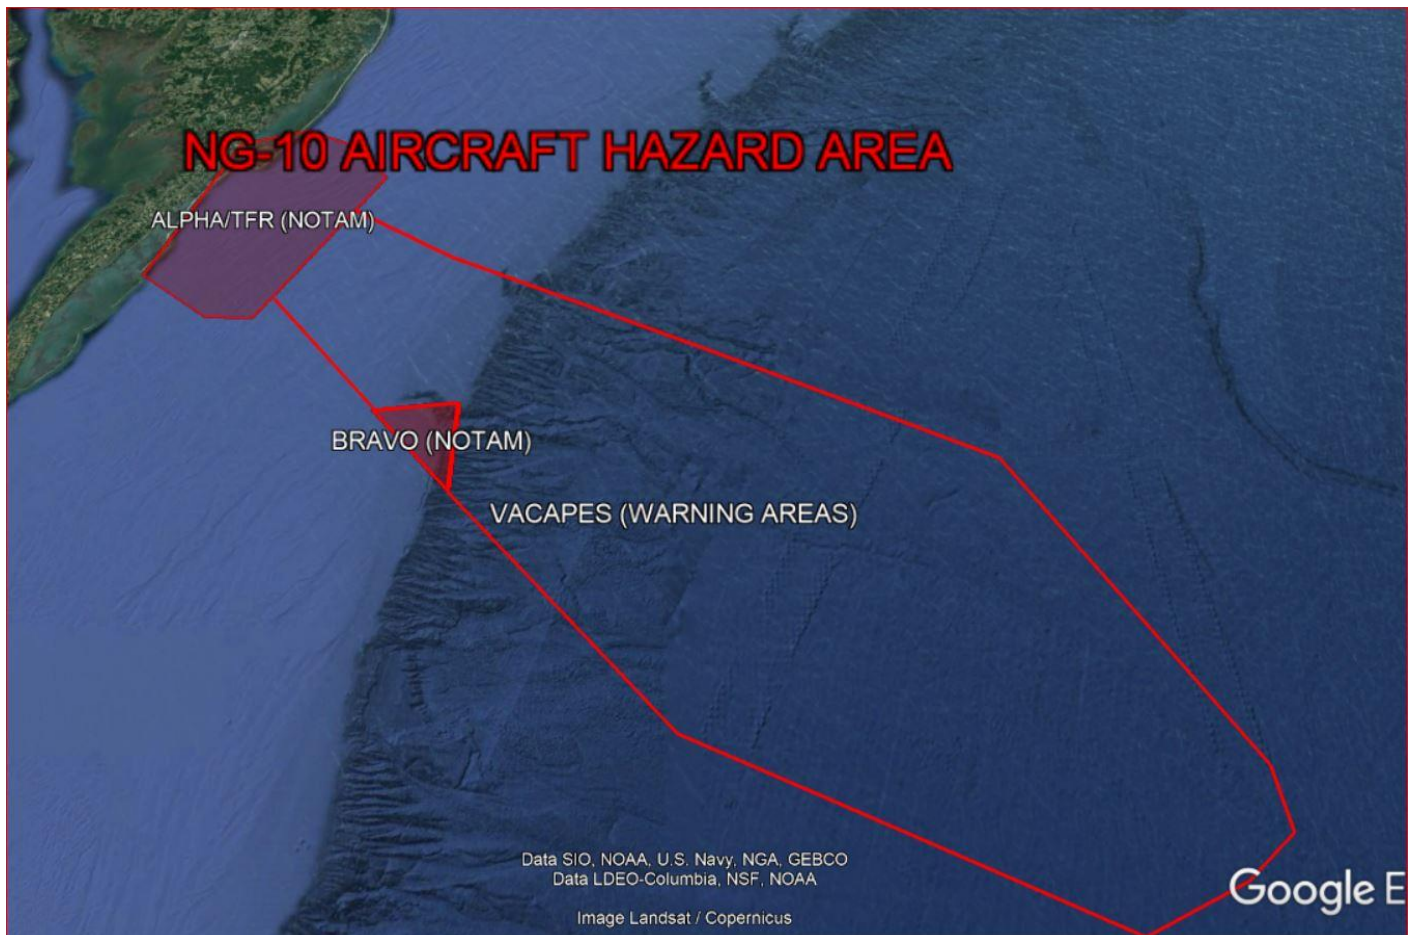 NG-10 AIRCRAFT HAZARD AREA
ALPHA/TFR (NOTAM)
BRAVO (NOTAM)
VACAPES (WARNING AREAS)
Data SIO, NOAA, U.S. Navy, NGA, GEBCO
Data LDEO-Columbia, NSF, NOAA
Image Landsat / Copernicus
Google E